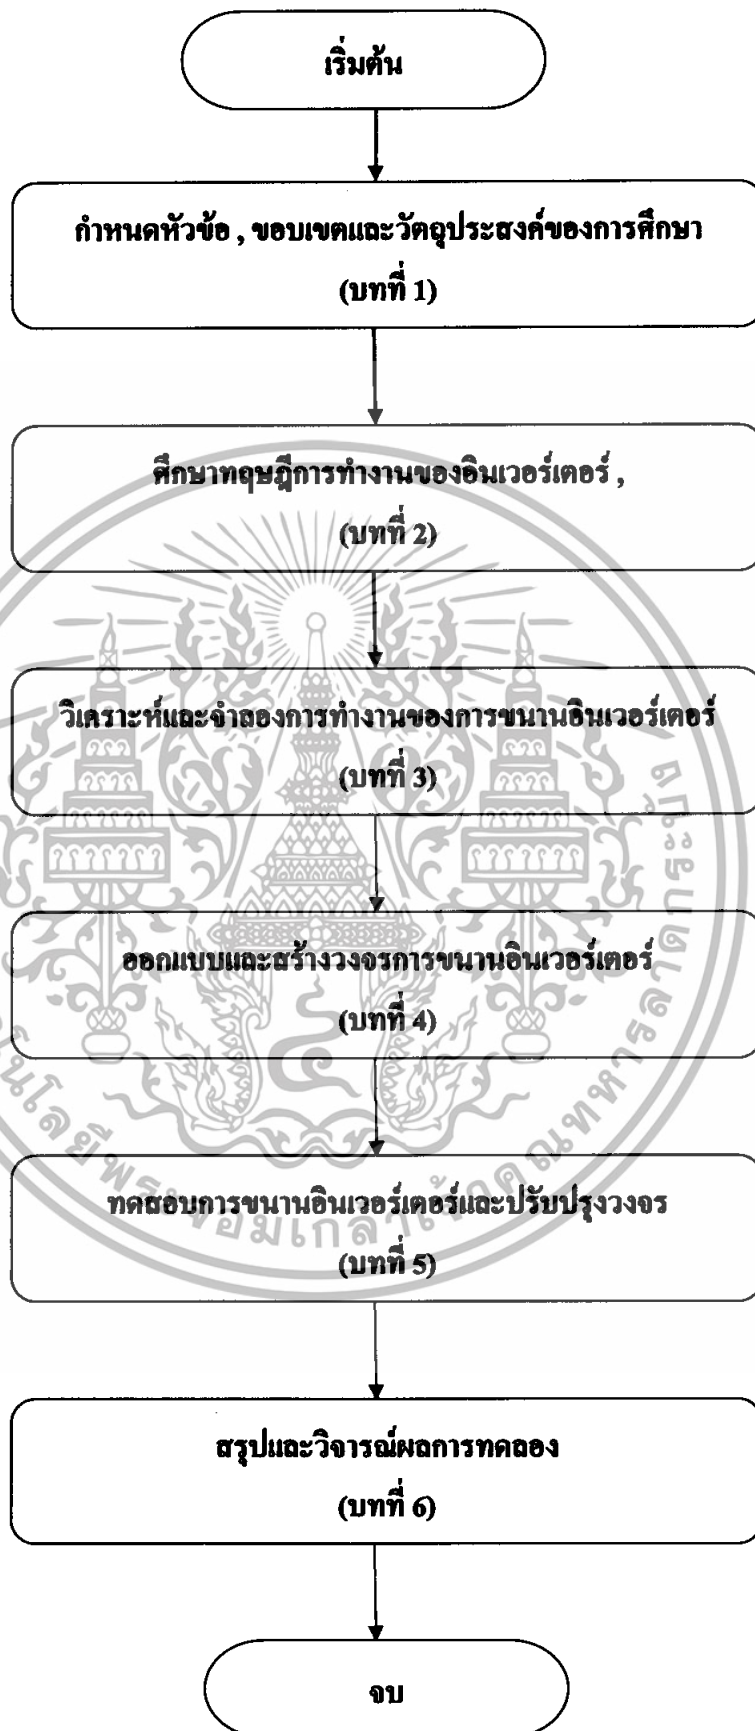 เริ่มต้น
กำหนดหัวข้อ , ขอบเขตและวัตถุประสงค์ของการศึกษา
(บทที่ 1)
ศึกษาทฤษฎีการทำงานของอินเวอร์เตอร์ ,
(บทที่ 2)
วิเคราะห์และจำลองการทำงานของการขนานอินเวอร์เตอร์
(บทที่ 3)
ออกแบบและสร้างวงจรการขนานอินเวอร์เตอร์
(บทที่ 4)
ทดสอบการขนานอินเวอร์เตอร์และปรับปรุงวงจร
(บทที่ 5)
สรุปและวิจารณ์ผลการทดลอง
(บทที่ 6)
จบ